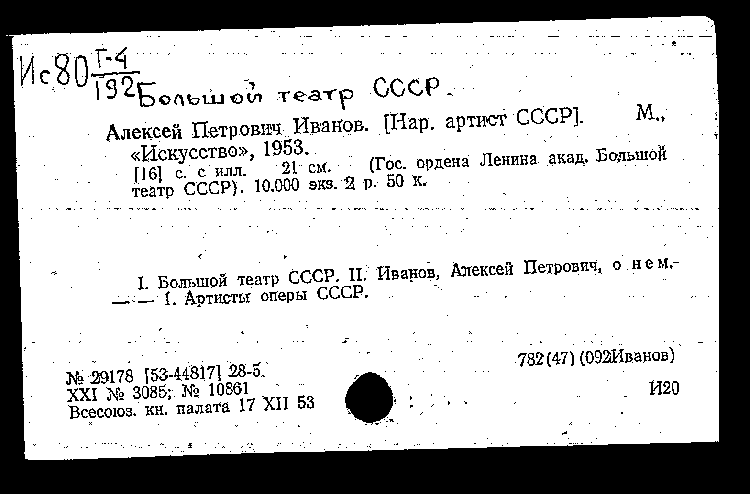 Ис80 Г-4
192
Большой театр СССР.
Алексей Петрович Иванов. [Нар. артист СССР]. М.,
«Искусство», 1953.
[16] с. с илл. 21 см. (Гос. ордена Ленина акад. Большой
театр СССР). 10.000 экз. 2 р. 50 к.
I. Большой театр СССР. II. Иванов, Алексей Петрович, о нем.—
— — 1. Артисты оперы СССР.
782(47)(092Иванов)
№ 29178 [53-44817] 28-5.
XXI № 3085; № 10861
И20
Всесоюз. кн. палата 17 XII 53